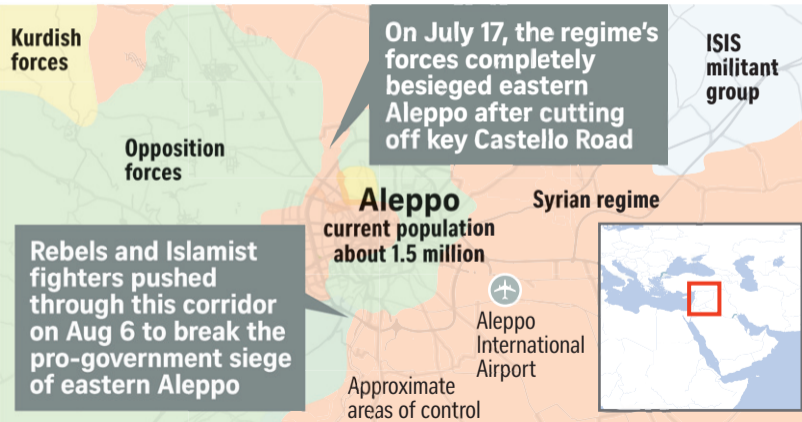 Kurdish
forces
On July 17, the regime's
forces completely
besieged eastern
Aleppo after cutting
off key Castello Road
ISIS
militant
group
Opposition
forces
Aleppo
current population
about 1.5 million
Syrian regime
Rebels and Islamist
fighters pushed
through this corridor
on Aug 6 to break the
pro-government siege
of eastern Aleppo
Aleppo
International
Airport
Approximate
areas of control